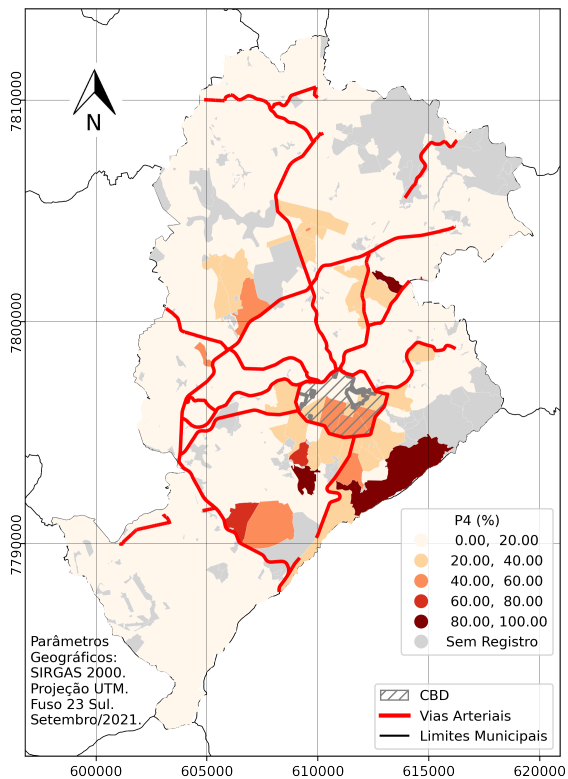 7810000
7800000
7790000
N
P4 (%)
0.00, 20.00
20.00, 40.00
40.00, 60.00
60.00, 80.00
80.00, 100.00
Sem Registro
Parâmetros
Geográficos:
SIRGAS 2000.
Projeção UTM.
Fuso 23 Sul.
Setembro/2021.
CBD
Vias Arteriais
Limites Municipais
600000 605000 610000 615000 620000